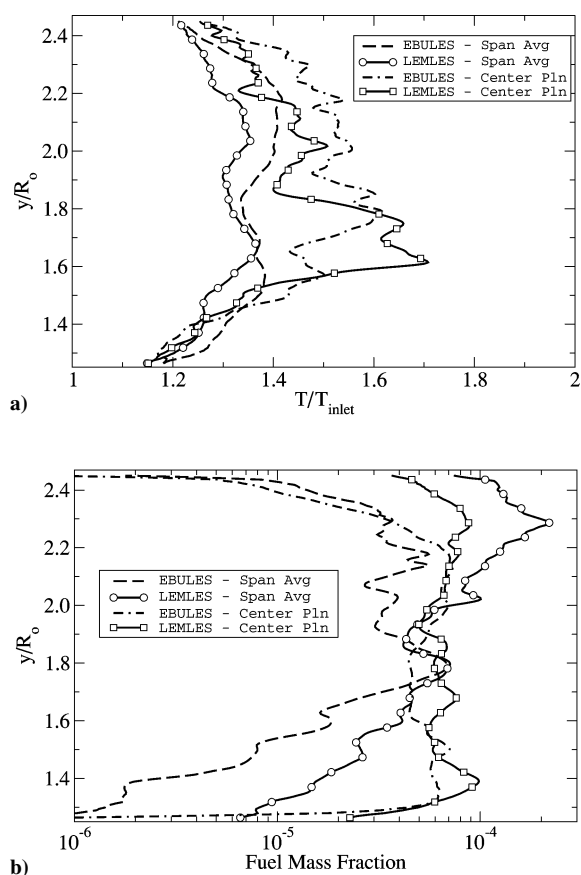 2.4
2.2
2.0
1.8
1.6
1.4
y/Ro
EBULES - Span Avg
LEMLES - Span Avg
EBULES - Center Pln
LEMLES - Center Pln
1
1.2
1.4
1.6
1.8
2
T/Tinlet
a)
2.4
2.2
2.0
1.8
1.6
1.4
y/Ro
EBULES - Span Avg
LEMLES - Span Avg
EBULES - Center Pln
LEMLES - Center Pln
10-6
10-5
10-4
Fuel Mass Fraction
b)